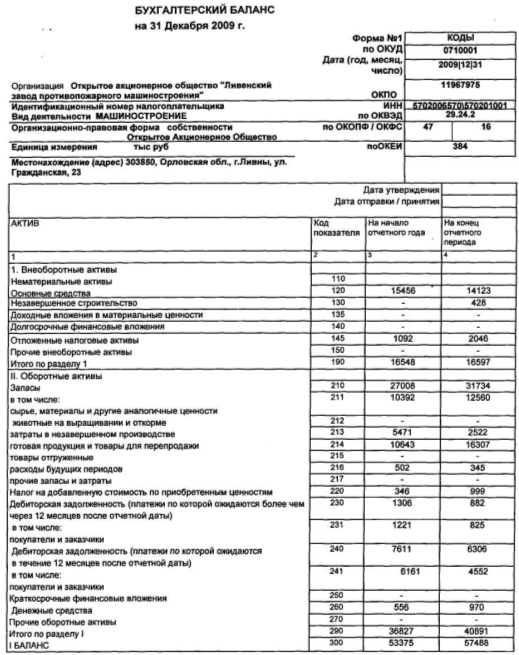 БУХГАЛТЕРСКИЙ БАЛАНС
на 31 Декабря 2009 г.
Форма №1 КОДЫ
по ОКУД 0710001
Дата (год, месяц, число) 2009|12|31
Организация Открытое акционерное общество "Ливенский
завод противопожарного машиностроения" ОКПО 11967975
Идентификационный номер налогоплательщика ИНН 5702006570\570201001
Вид деятельности МАШИНОСТРОЕНИЕ по ОКВЭД 29.24.2
Организационно-правовая форма собственности по ОКОПФ / ОКФС 47 16
Открытое Акционерное Общество
Единица измерения тыс руб поОКЕИ 384
Местонахождение (адрес) 303850, Орловская обл., г.Ливны, ул.
Гражданская, 23
Дата утверждения
Дата отправки / принятия
АКТИВ Код показателя На начало отчетного года На конец отчетного периода
1 2 3 4
1. Внеоборотные активы
Нематериальные активы 110
Основные средства 120 15456 14123
Незавершенное строительство 130 - 428
Доходные вложения в материальные ценности 135 - -
Долгосрочные финансовые вложения 140 - -
Отложенные налоговые активы 145 1092 2046
Прочие внеоборотные активы 150 - -
Итого по разделу 1 190 16548 16597
II. Оборотные активы
Запасы 210 27008 31734
в том числе: 211 10392 12560
сырье, материалы и другие аналогичные ценности
животные на выращивании и откорме 212 - -
затраты в незавершенном производстве 213 5471 2522
готовая продукция и товары для перепродажи 214 10643 16307
товары отгруженные 215 - -
расходы будущих периодов 216 502 345
прочие запасы и затраты 217 - -
Налог на добавленную стоимость по приобретенным ценностям 220 346 999
Дебиторская задолженность (платежи по которой ожидаются более чем 230 1306 882
через 12 месяцев после отчетной даты)
в том числе: 231 1221 825
покупатели и заказчики
Дебиторская задолженность (платежи по которой ожидаются 240 7611 6306
в течение 12 месяцев после отчетной даты)
в том числе: 241 6161 4552
покупатели и заказчики
Краткосрочные финансовые вложения 250 - -
Денежные средства 260 556 970
Прочие оборотные активы 270 - -
Итого по разделу I 290 36827 40891
I БАЛАНС 300 53375 57488